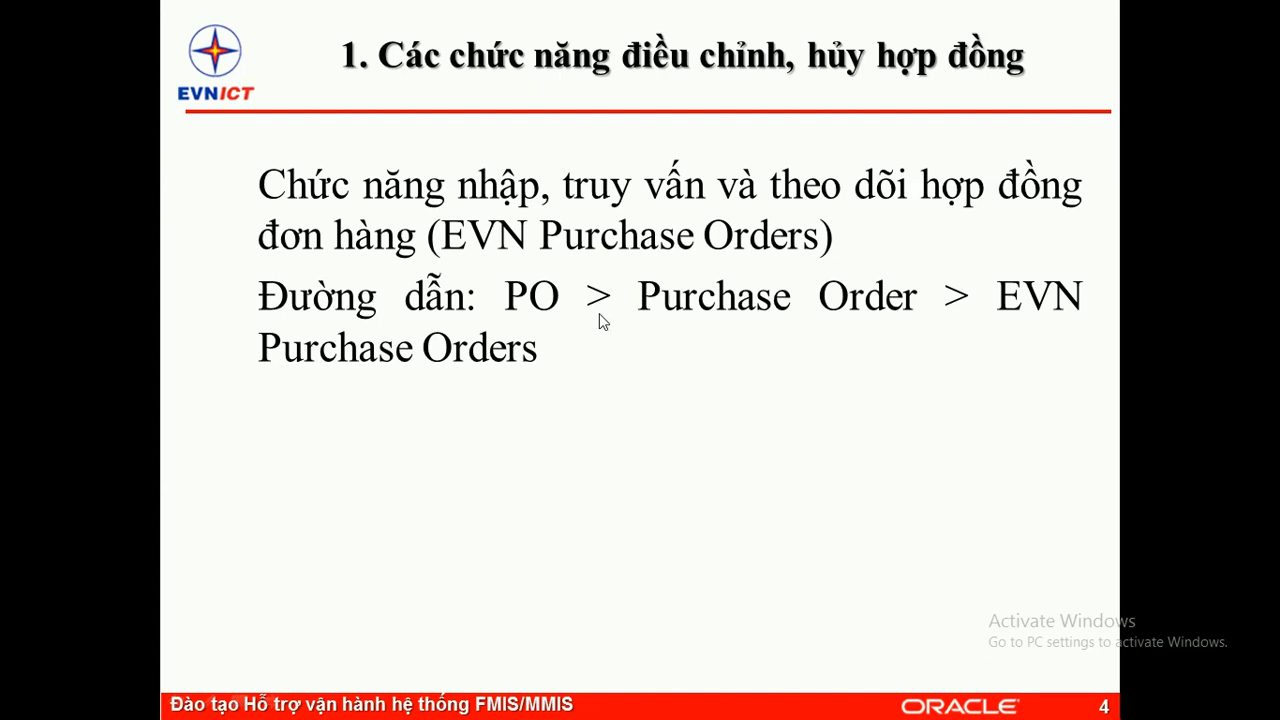 EVNICT
1. Các chức năng điều chỉnh, hủy hợp đồng
Chức năng nhập, truy vấn và theo dõi hợp đồng
đơn hàng (EVN Purchase Orders)
Đường dẫn: PO > Purchase Order > EVN
Purchase Orders
Activate Windows
Go to PC settings to activate Windows.
Đào tạo Hỗ trợ vận hành hệ thống FMIS/MMIS
ORACLE
4